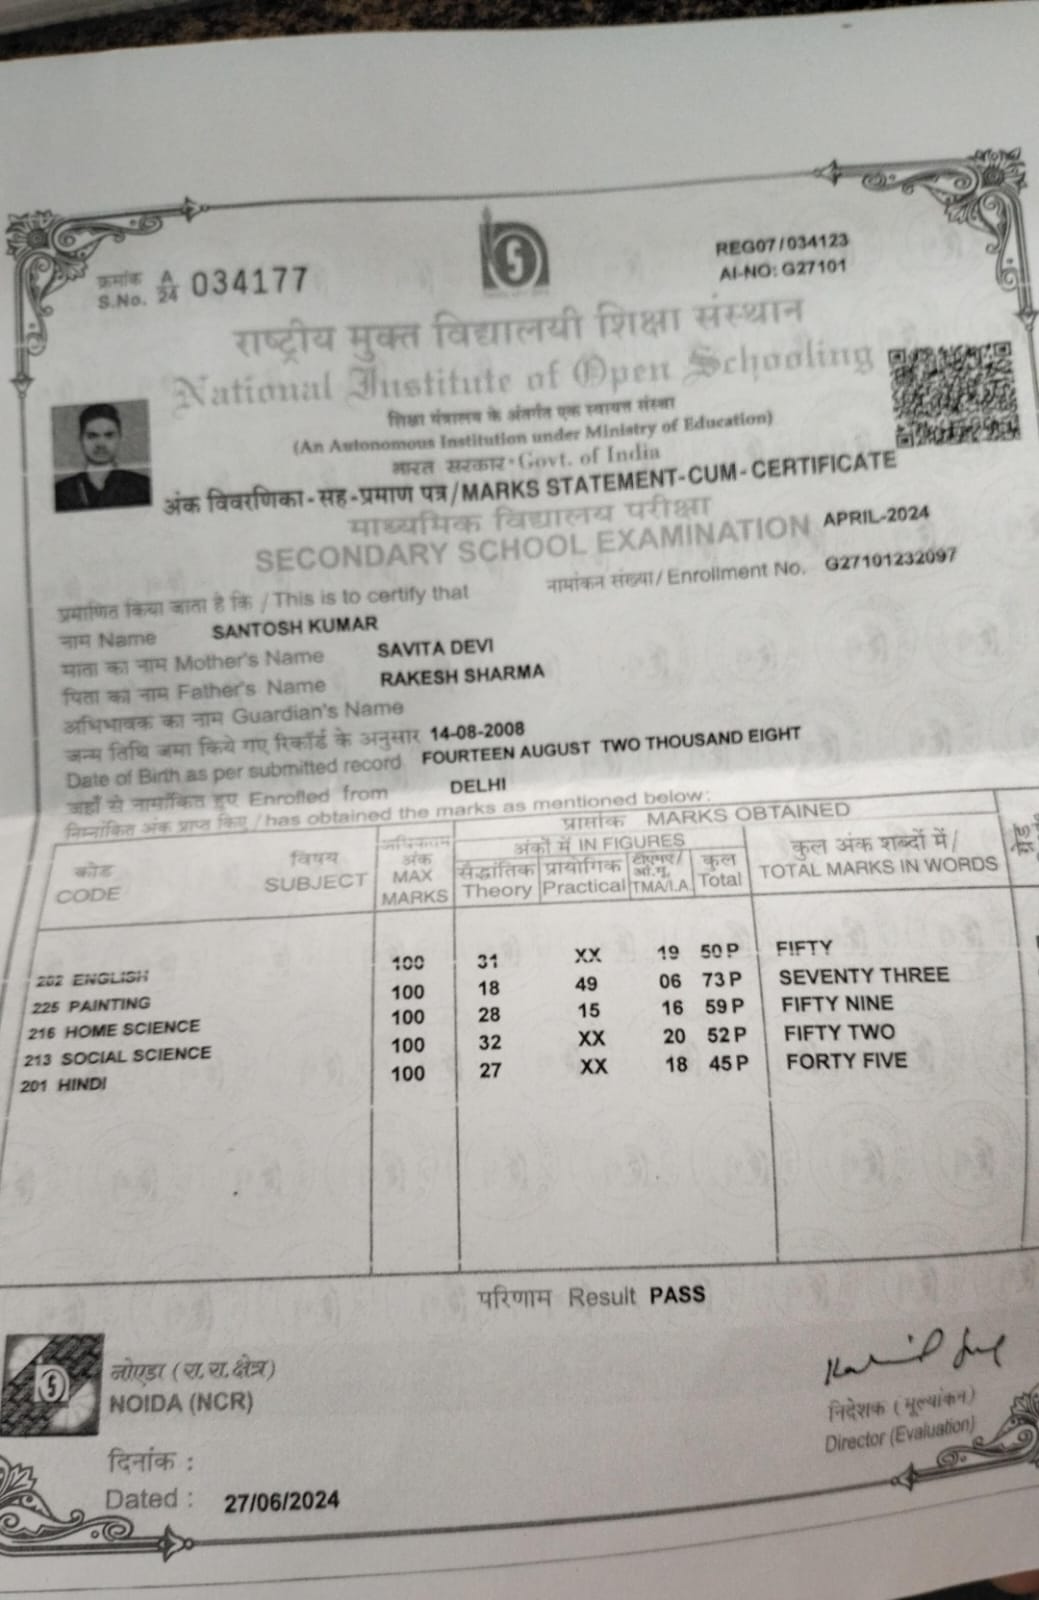 REG07/034123
क्रमांक
S.No. A/24 034177
AI-NO: G27101
राष्ट्रीय मुक्त विद्यालयी शिक्षा संस्थान
National Institute of Open Schooling
शिक्षा मंत्रालय के अंतर्गत एक स्वायत्त संस्था
(An Autonomous Institution under Ministry of Education)
भारत सरकार-Govt. of India
अंक विवरणिका-सह-प्रमाण पत्र/MARKS STATEMENT-CUM-CERTIFICATE
माध्यमिक विद्यालय परीक्षा
SECONDARY SCHOOL EXAMINATION APRIL-2024
नामांकन संख्या/Enrollment No. G27101232097
प्रमाणित किया जाता है कि /This is to certify that
नाम Name SANTOSH KUMAR
माता का नाम Mother's Name SAVITA DEVI
पिता का नाम Father's Name RAKESH SHARMA
अभिभावक का नाम Guardian's Name
जन्म तिथि जमा किये गए रिकॉर्ड के अनुसार 14-08-2008
Date of Birth as per submitted record FOURTEEN AUGUST TWO THOUSAND EIGHT
जहाँ से नामांकित हुए Enrolled from DELHI
निम्नांकित अंक प्राप्त किए/has obtained the marks as mentioned below:
कोड
CODE
विषय
SUBJECT
अधिकतम
अंक
MAX
MARKS
प्राप्तांक MARKS OBTAINED
अंकों में IN FIGURES
सैद्धांतिक
Theory
प्रायोगिक
Practical
टीएमए/
आं.मू.
TMA/I.A.
कुल
Total
कुल अंक शब्दों में/
TOTAL MARKS IN WORDS
202 ENGLISH 100 31 XX 19 50 P FIFTY
225 PAINTING 100 18 49 06 73 P SEVENTY THREE
216 HOME SCIENCE 100 28 15 16 59 P FIFTY NINE
213 SOCIAL SCIENCE 100 32 XX 20 52 P FIFTY TWO
201 HINDI 100 27 XX 18 45 P FORTY FIVE
परिणाम Result PASS
नोएडा (रा.रा.क्षेत्र)
NOIDA (NCR)
निदेशक (मूल्यांकन)
Director (Evaluation)
दिनांक :
Dated : 27/06/2024